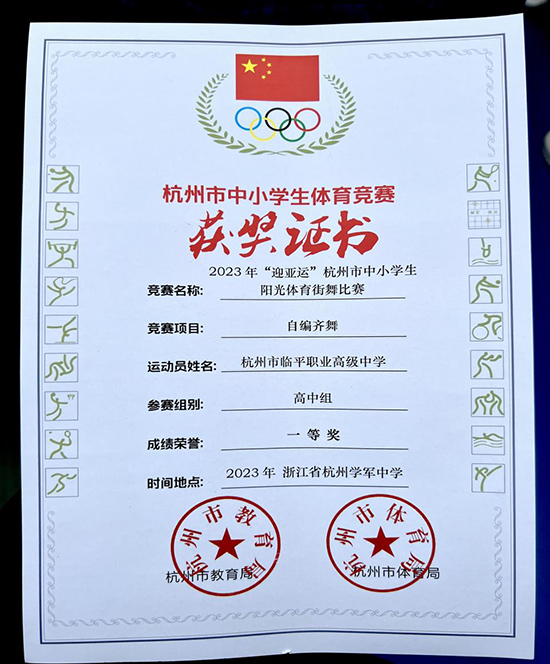 杭州市中小学生体育竞赛
获奖证书
2023年“迎亚运”杭州市中小学生
竞赛名称: 阳光体育街舞比赛
竞赛项目: 自编齐舞
运动员姓名: 杭州市临平职业高级中学
参赛组别: 高中组
成绩荣誉: 一等奖
时间地点: 2023年 浙江省杭州学军中学
杭州市教育局 杭州市体育局
杭州市教育局 杭州市体育局